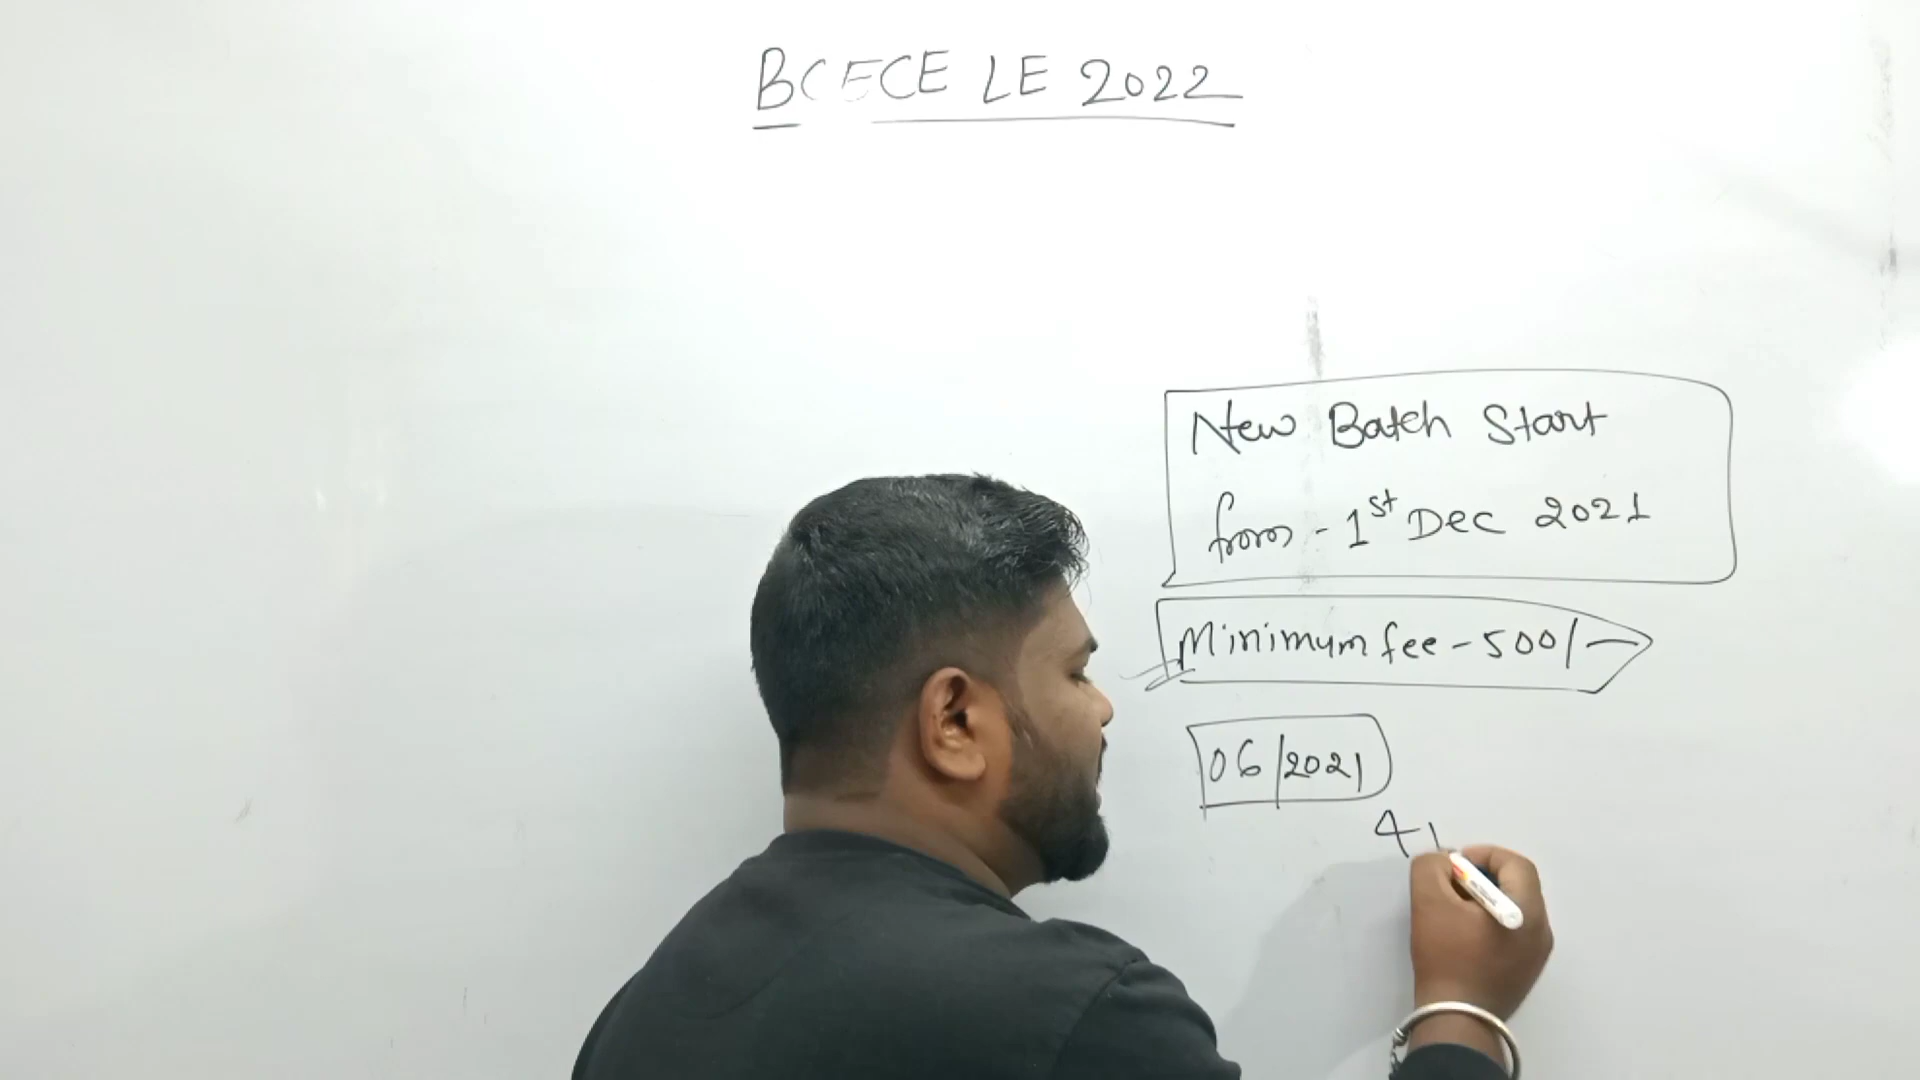 BCECE LE 2022
New Batch Start
from - 1st Dec 2021
Minimum fee - 500/-
06/2021
4